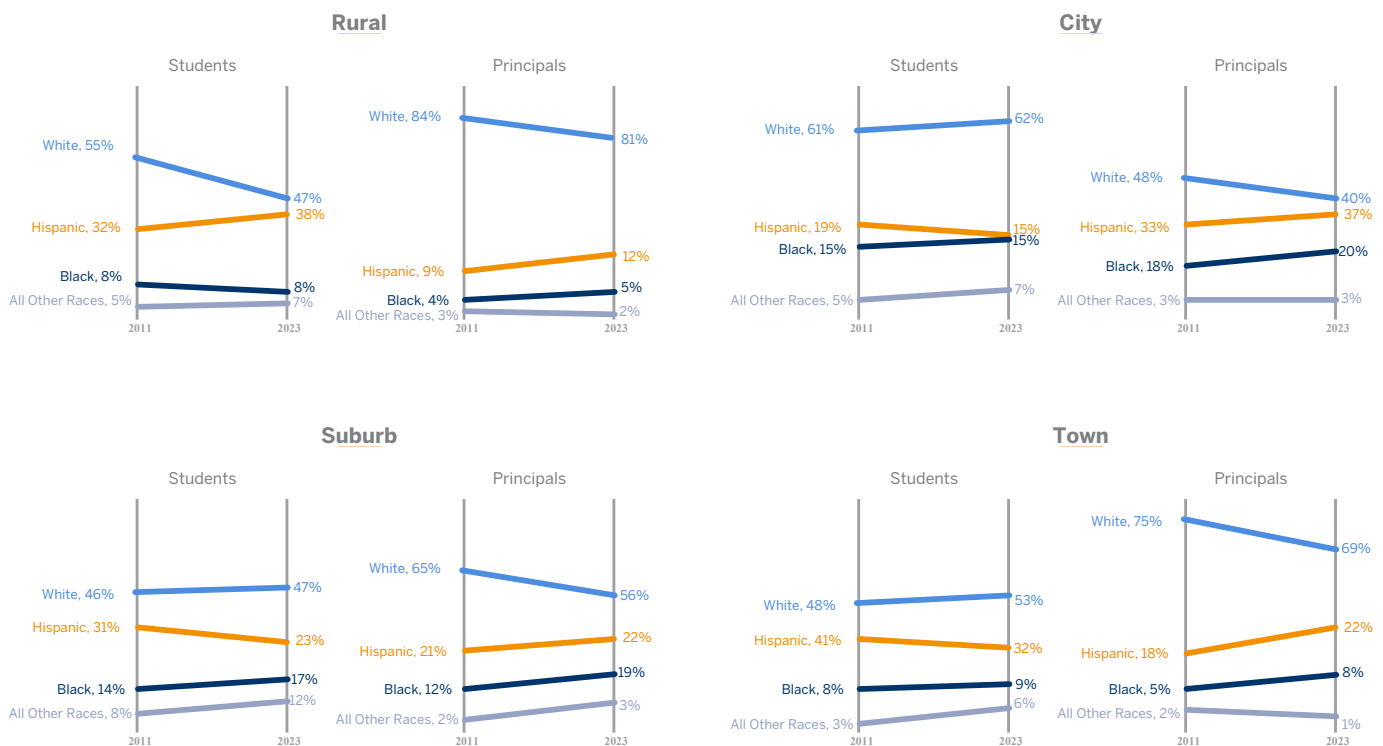 Rural
Students
Principals
White, 84%
81%
White, 55%
47%
38%
Hispanic, 32%
12%
Hispanic, 9%
Black, 8%
8%
5%
All Other Races, 5%
7%
Black, 4%
All Other Races, 3%
2%
2011
2023
2011
2023
City
Students
Principals
White, 61%
62%
White, 48%
40%
37%
Hispanic, 19%
15%
Hispanic, 33%
Black, 15%
15%
Black, 18%
20%
All Other Races, 5%
7%
All Other Races, 3%
3%
2011
2023
2011
2023
Suburb
Students
Principals
White, 65%
56%
White, 46%
47%
Hispanic, 31%
23%
Hispanic, 21%
22%
Black, 14%
17%
Black, 12%
19%
All Other Races, 8%
12%
All Other Races, 2%
3%
2011
2023
2011
2023
Town
Students
Principals
White, 75%
69%
White, 48%
53%
Hispanic, 41%
32%
Hispanic, 18%
22%
Black, 8%
9%
Black, 5%
8%
All Other Races, 3%
6%
All Other Races, 2%
1%
2011
2023
2011
2023